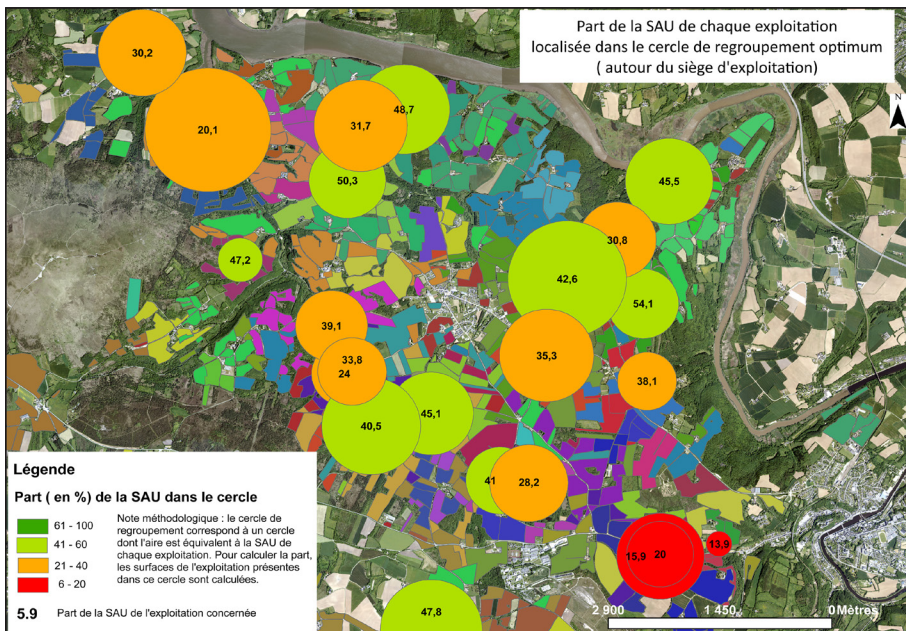 Part de la SAU de chaque exploitation
localisée dans le cercle de regroupement optimum
( autour du siège d'exploitation)
N
30,2
20,1
31,7
48,7
50,3
45,5
47,2
30,8
42,6
54,1
39,1
33,8
24
35,3
38,1
45,1
40,5
41
28,2
15,9
20
13,9
47,8
Légende
Part ( en %) de la SAU dans le cercle
61 - 100
41 - 60
21 - 40
6 - 20
Note méthodologique : le cercle de
regroupement correspond à un cercle
dont l'aire est équivalent à la SAU de
chaque exploitation. Pour calculer la part,
les surfaces de l'exploitation présentes
dans ce cercle sont calculées.
5.9 Part de la SAU de l'exploitation concernée
2 900 1 450 0 Mètres